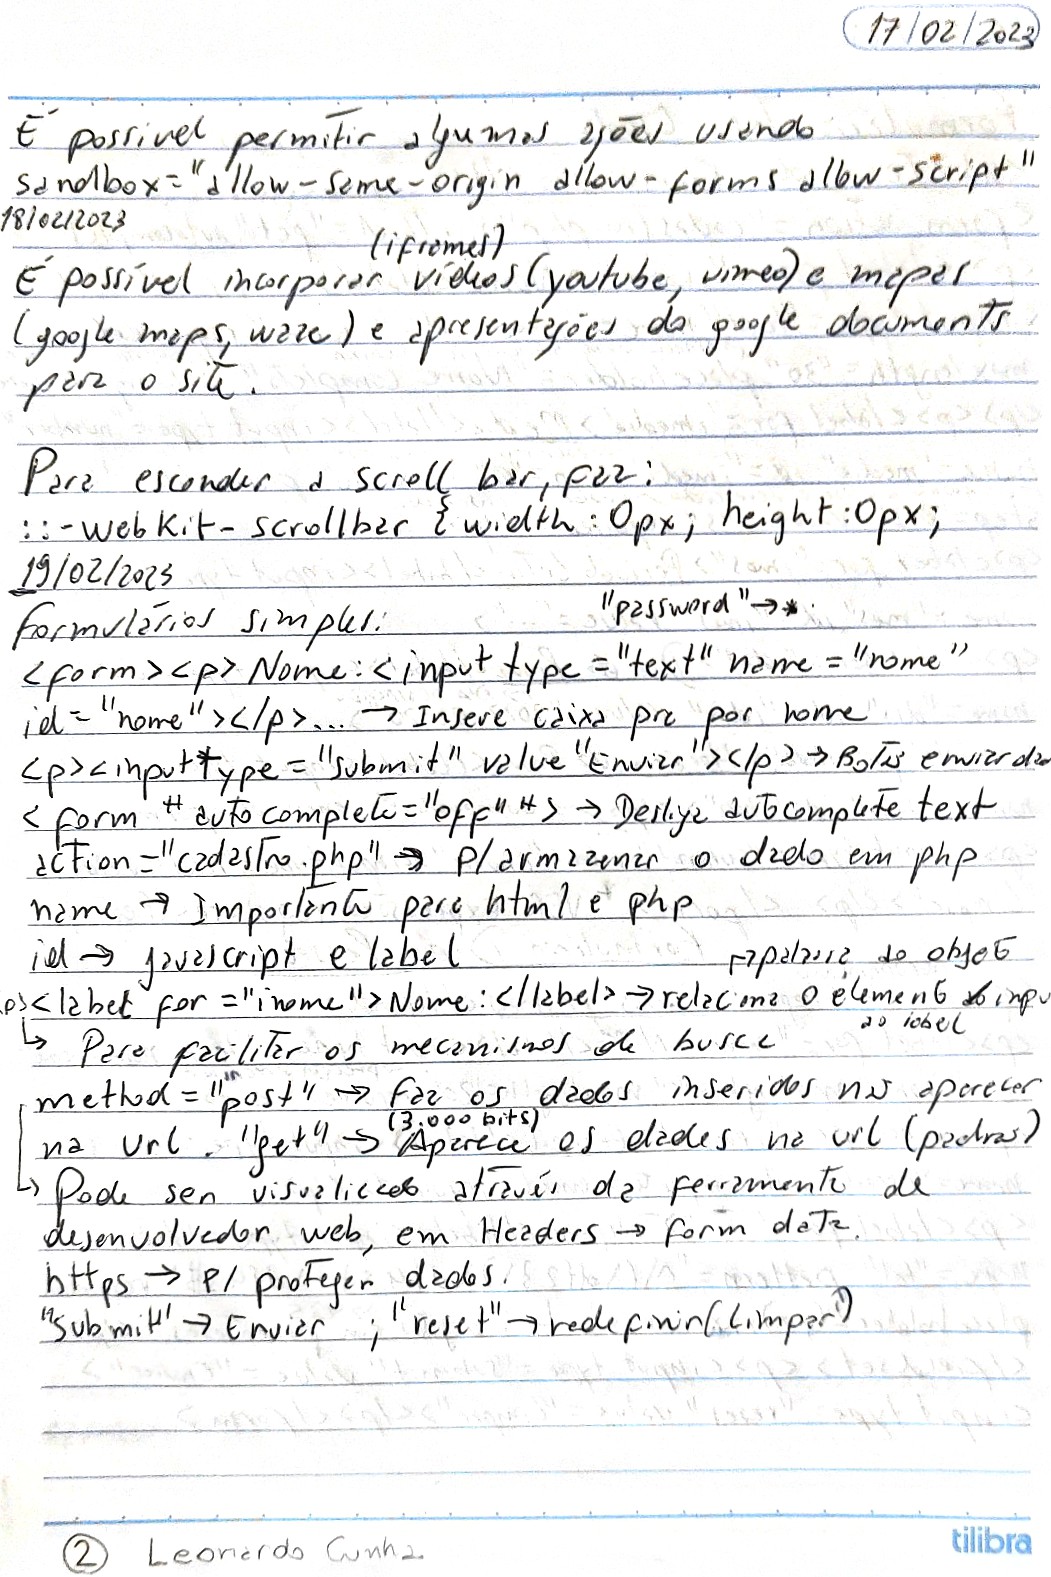 17/02/2023
É possivel permitir algumas ações usando
sandbox="allow-same-origin allow-forms allow-script"
18/02/2023
(iframes)
É possível incorporar vídeos (youtube, vimeo) e mapas
(google maps, waze) e apresentações do google documents
para o site.
Para esconder a scroll bar, faz:
::-webkit-scrollbar { width: 0px; height: 0px;
19/02/2023
"password" → *
formulários simples:
<form><p> Nome: <input type="text" name="nome"
id="nome"></p>... → Insere caixa pra por nome
<p><input type="submit" value "Enviar"></p> → Botão enviar
<form " autocomplete="off" "> → Desliga autocomplete text
action="cadastro.php" → P/ armazenar o dado em php
name → Importante para html e php
id → javascript e label
palavra do objeto
<p><label for="inome">Nome:</label> → relaciona o elemento do input
ao label
↳ Para facilitar os mecanismos de busca
method="post" → faz os dados inseridos não aparecer
(3.000 bits)
na url. "get" → Aparece os dados na url (padrão)
↳ Pode ser visualizado através da ferramenta de
desenvolvedor web, em Headers → form data.
https → P/ proteger dados.
"submit" → Enviar ; "reset" → redefinir (Limpar)
2 Leonardo Cunha.
tilibra